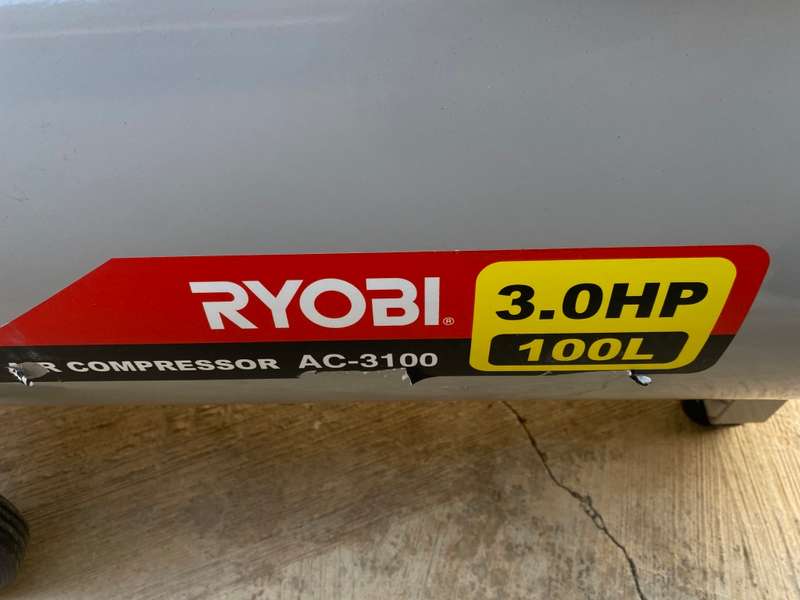 RYOBI®
3.0HP
100L
COMPRESSOR AC-3100